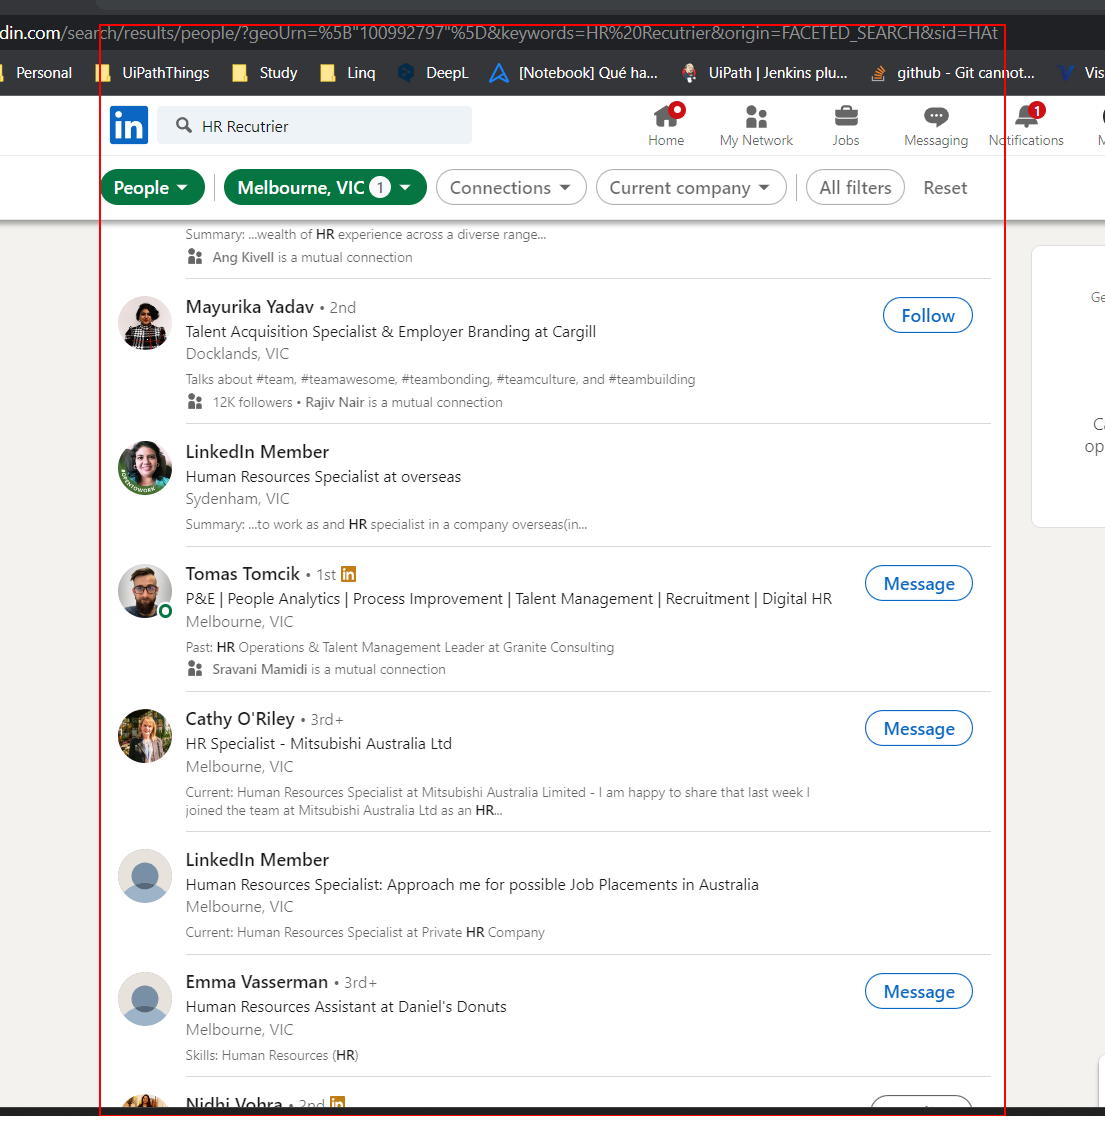 din.com/search/results/people/?geoUrn=%5B"100992797"%5D&keywords=HR%20Recutrier&origin=FACETED_SEARCH&sid=HAt
Personal UiPathThings Study Linq DeepL [Notebook] Qué ha... UiPath | Jenkins plu... github - Git cannot... Vis
in HR Recutrier
Home My Network Jobs Messaging 1 Notifications M
People Melbourne, VIC 1 Connections Current company All filters Reset
Summary: ...wealth of HR experience across a diverse range...
Ang Kivell is a mutual connection
Ge
Mayurika Yadav • 2nd
Follow
Talent Acquisition Specialist & Employer Branding at Cargill
Docklands, VIC
Talks about #team, #teamawesome, #teambonding, #teamculture, and #teambuilding
12K followers • Rajiv Nair is a mutual connection
op
LinkedIn Member
Human Resources Specialist at overseas
#OPENTOWORK
Sydenham, VIC
Summary: ...to work as and HR specialist in a company overseas(in...
Tomas Tomcik • 1st in
Message
P&E | People Analytics | Process Improvement | Talent Management | Recruitment | Digital HR
Melbourne, VIC
Past: HR Operations & Talent Management Leader at Granite Consulting
Sravani Mamidi is a mutual connection
Cathy O'Riley • 3rd+
Message
HR Specialist - Mitsubishi Australia Ltd
Melbourne, VIC
Current: Human Resources Specialist at Mitsubishi Australia Limited - I am happy to share that last week I
joined the team at Mitsubishi Australia Ltd as an HR...
LinkedIn Member
Human Resources Specialist: Approach me for possible Job Placements in Australia
Melbourne, VIC
Current: Human Resources Specialist at Private HR Company
Emma Vasserman • 3rd+
Message
Human Resources Assistant at Daniel's Donuts
Melbourne, VIC
Skills: Human Resources (HR)
Nidhi Vohra • 2nd in